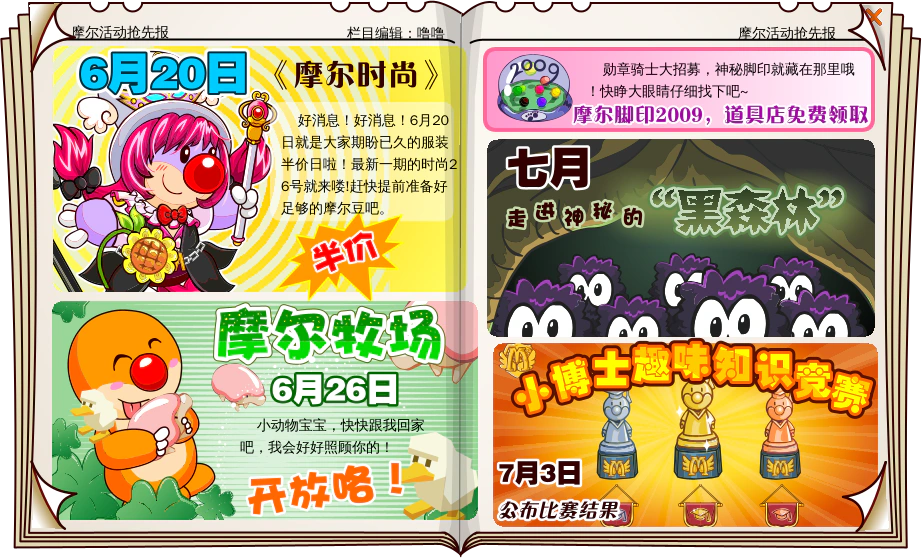 摩尔活动抢先报
栏目编辑：噜噜
6月20日
《摩尔时尚》
好消息！好消息！6月20
日就是大家期盼已久的服装
半价日啦！最新一期的时尚2
6号就来喽!赶快提前准备好
足够的摩尔豆吧。
半价
摩尔牧场
6月26日
小动物宝宝，快快跟我回家
吧，我会好好照顾你的！
开放咯！
摩尔活动抢先报
2009
勋章骑士大招募，神秘脚印就藏在那里哦
！快睁大眼睛仔细找下吧~
摩尔脚印2009，道具店免费领取
七月
走进神秘的“黑森林”
小博士趣味知识竞赛
7月3日
公布比赛结果